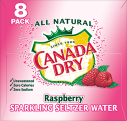 8
PACK
ALL NATURAL
SINCE 1904
CANADA
DRY
Unsweetened
Zero Calories
Zero Sodium
Raspberry
SPARKLING SELTZER WATER